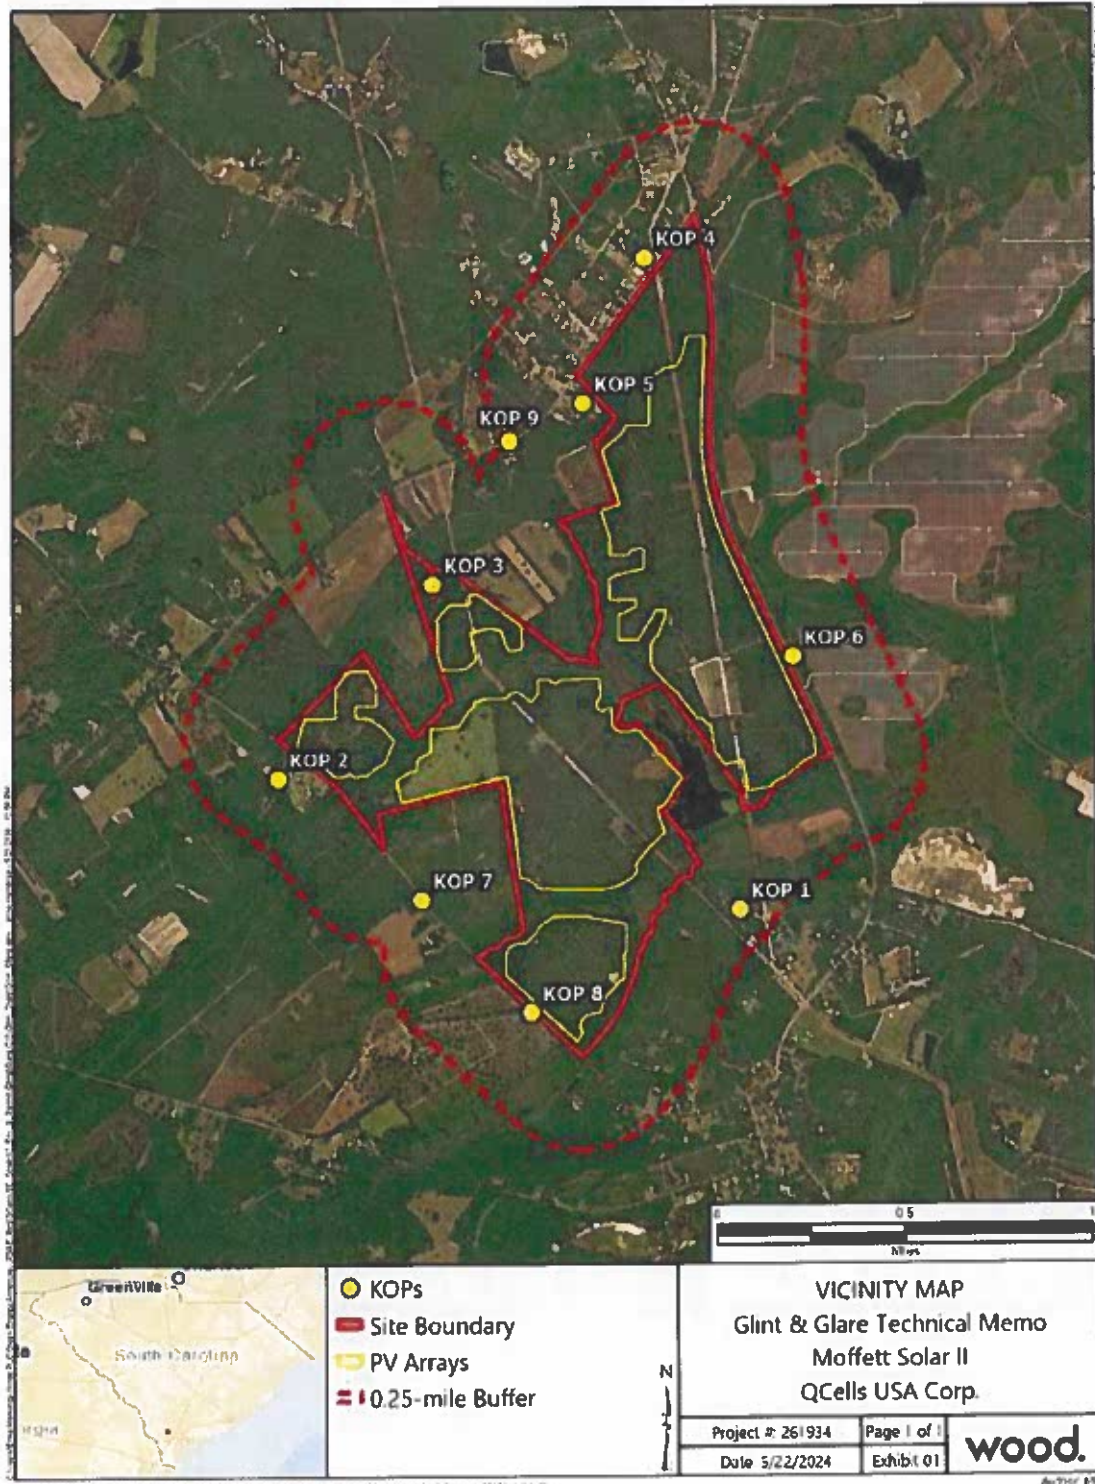 KOP 4
KOP 5
KOP 9
KOP 3
KOP 6
KOP 2
KOP 7
KOP 1
KOP 8
0 0.5 1
Miles
Greenville
South Carolina
KOPs
Site Boundary
PV Arrays
0.25-mile Buffer
N
VICINITY MAP
Glint & Glare Technical Memo
Moffett Solar II
QCells USA Corp.
Project #: 261934
Page 1 of 1
Date 5/22/2024
Exhibit 01
wood.